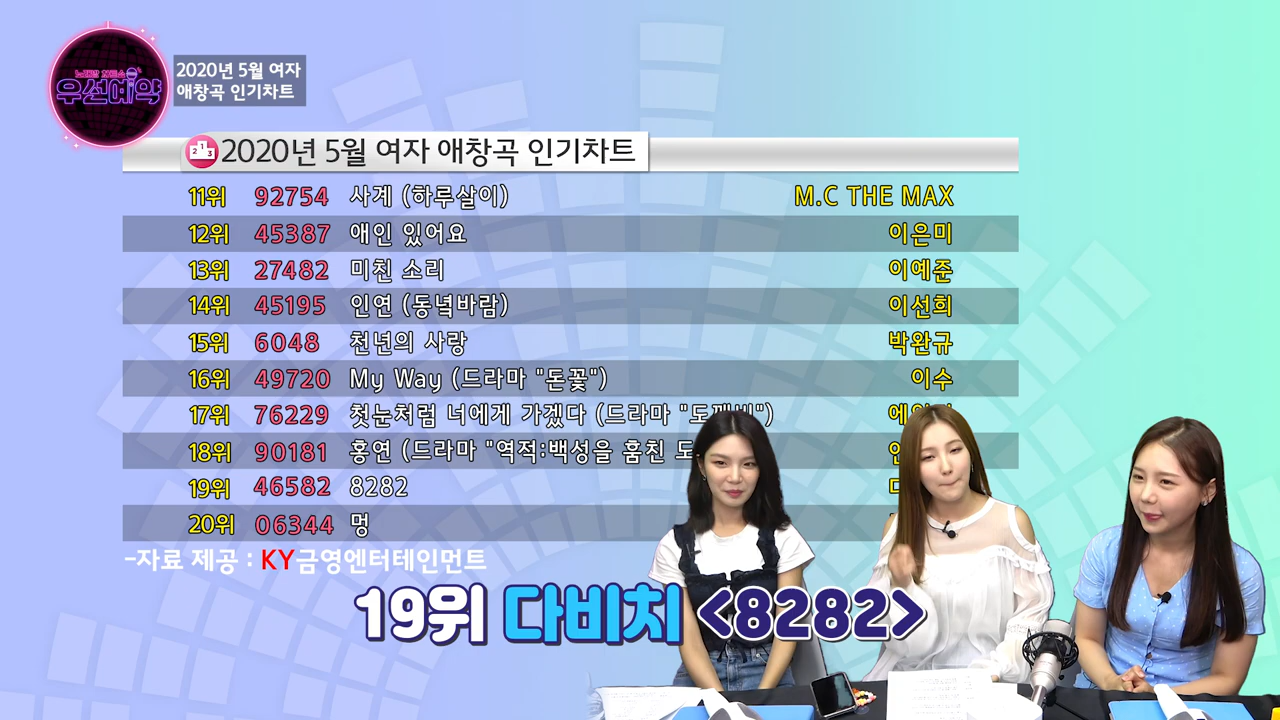 노래방 차트쇼
우선예약
2020년 5월 여자
애창곡 인기차트
2020년 5월 여자 애창곡 인기차트
11위 92754 사계 (하루살이) M.C THE MAX
12위 45387 애인 있어요 이은미
13위 27482 미친 소리 이예준
14위 45195 인연 (동녘바람) 이선희
15위 6048 천년의 사랑 박완규
16위 49720 My Way (드라마 "돈꽃") 이수
17위 76229 첫눈처럼 너에게 가겠다 (드라마
18위 90181 홍연 (드라마 "역적:백성을 훔친
19위 46582 8282
20위 06344 멍
-자료 제공 : KY금영엔터테인먼트
19위 다비치 <8282>